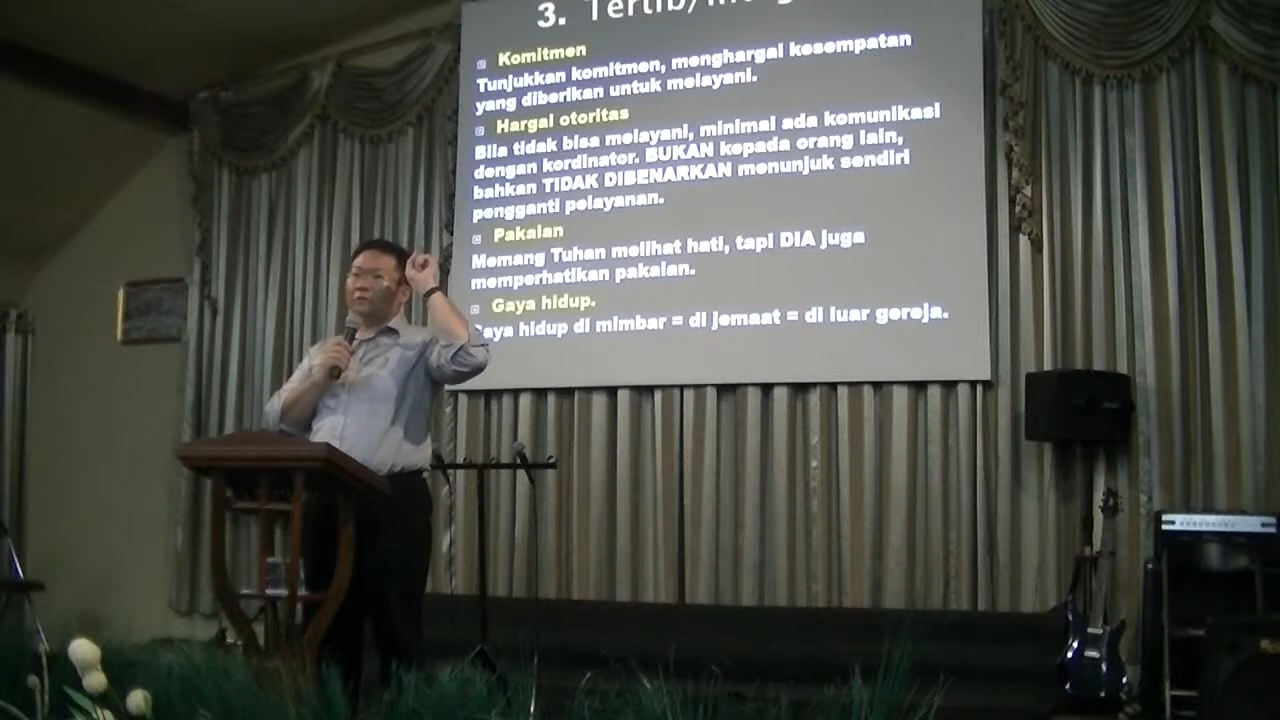 3. Tertib/
Komitmen
Tunjukkan komitmen, menghargai kesempatan
yang diberikan untuk melayani.
Hargai otoritas
Bila tidak bisa melayani, minimal ada komunikasi
dengan kordinator. BUKAN kepada orang lain,
bahkan TIDAK DIBENARKAN menunjuk sendiri
pengganti pelayanan.
Pakaian
Memang Tuhan melihat hati, tapi DIA juga
memperhatikan pakaian.
Gaya hidup.
Gaya hidup di mimbar = di jemaat = di luar gereja.